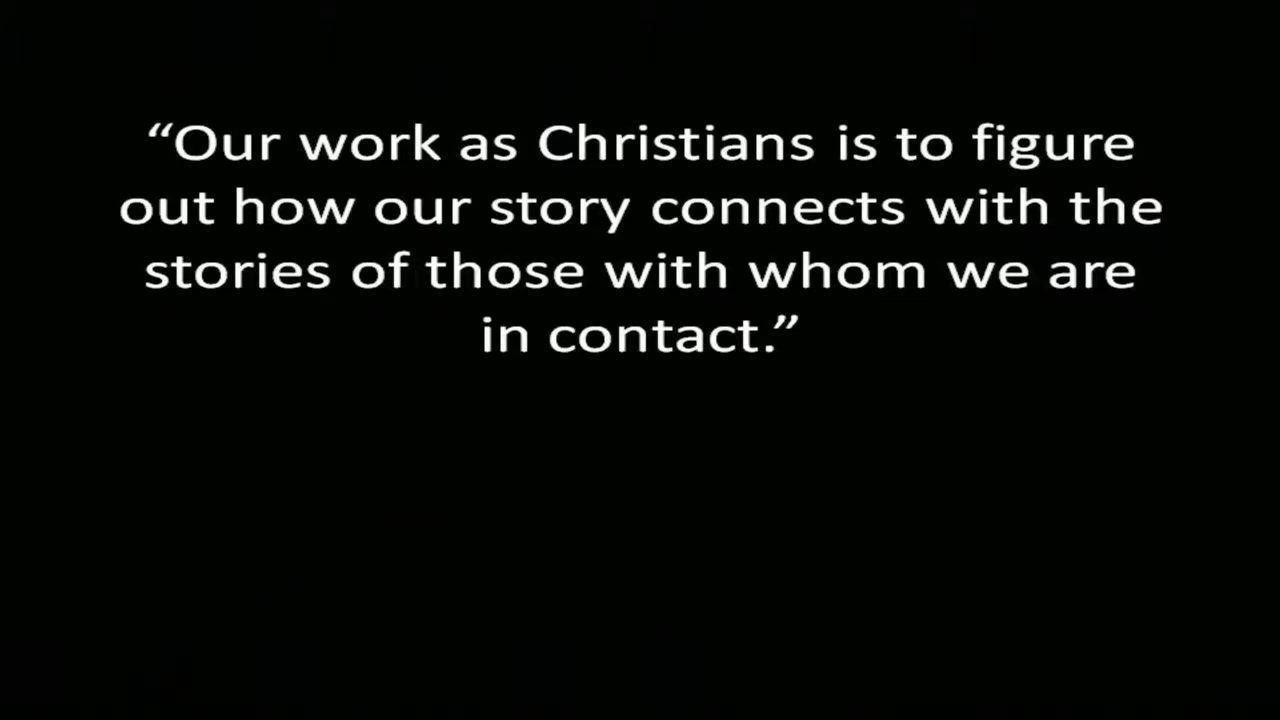 “Our work as Christians is to figure
out how our story connects with the
stories of those with whom we are
in contact.”